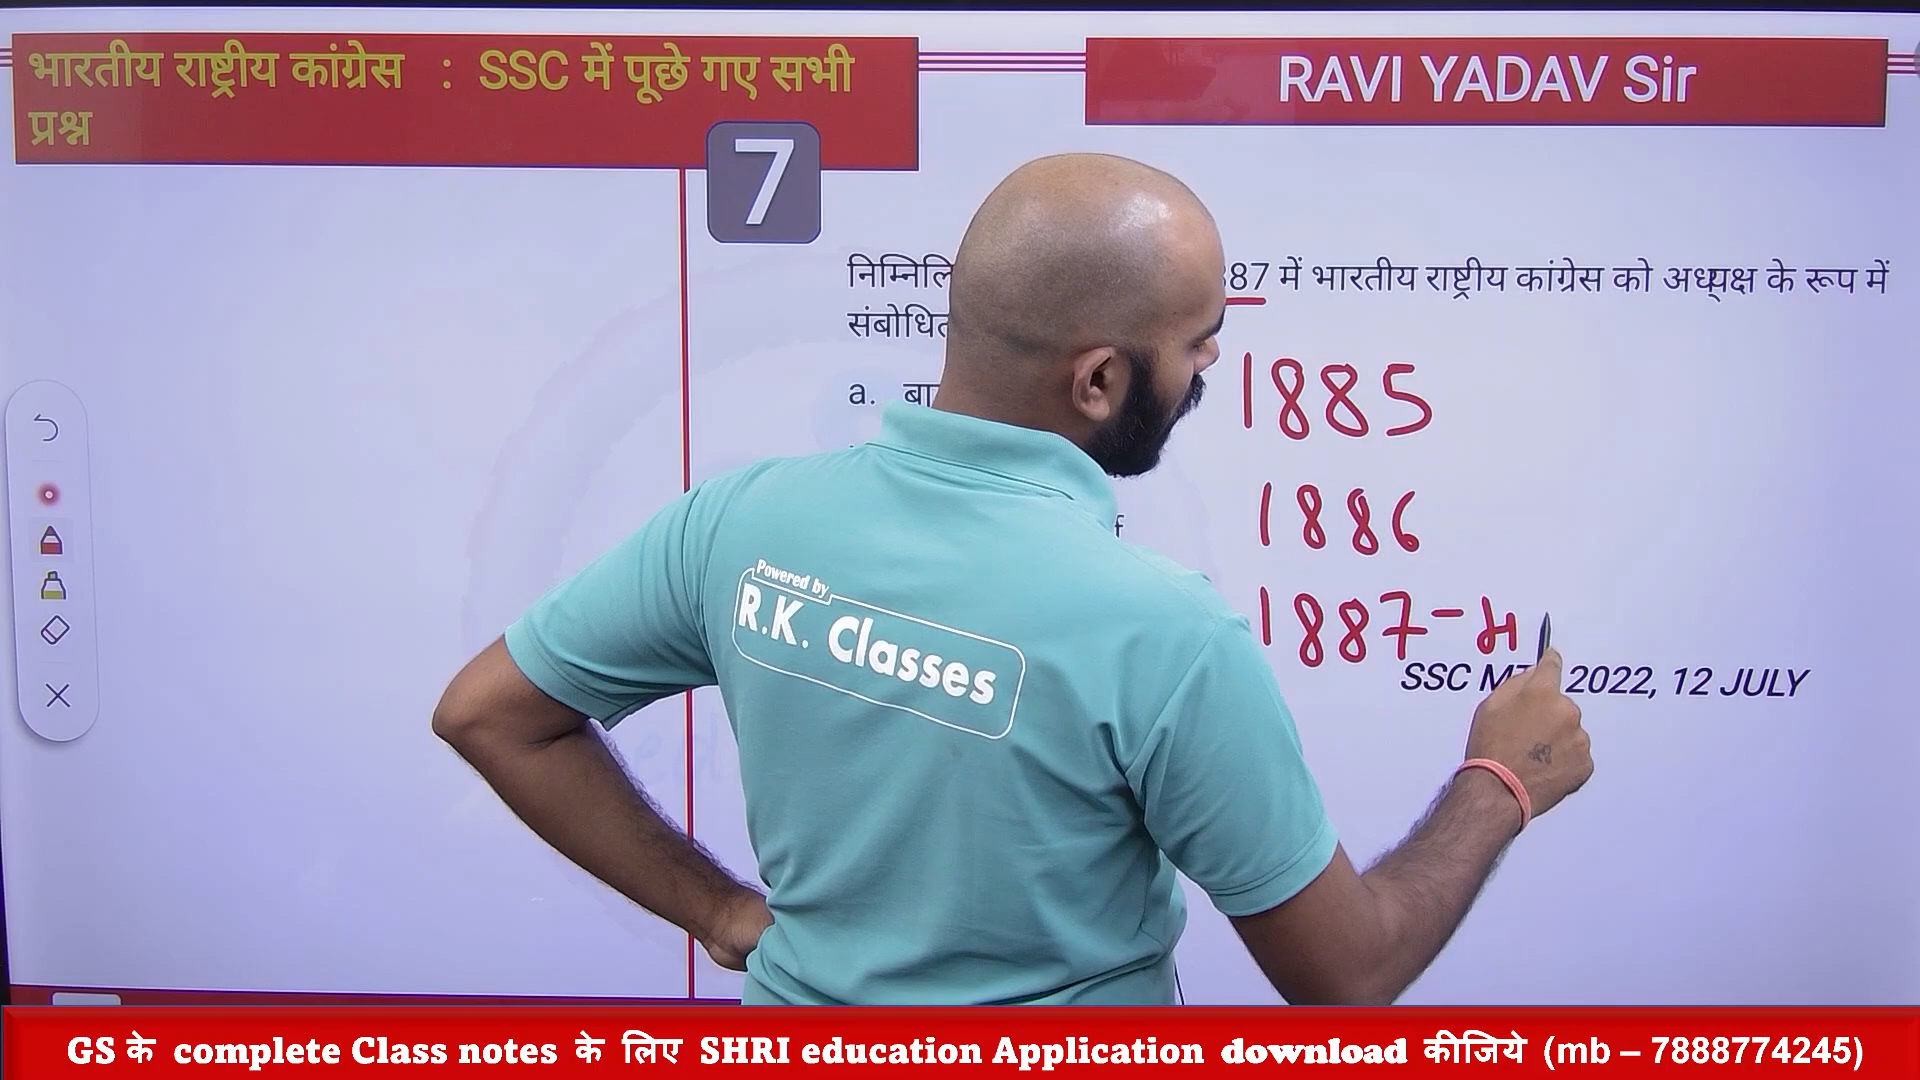 भारतीय राष्ट्रीय कांग्रेस : SSC में पूछे गए सभी
प्रश्न
RAVI YADAV Sir
7
87 में भारतीय राष्ट्रीय कांग्रेस को अध्यक्ष के रूप में
a.
1885
1886
1887-म
SSC 2022, 12 JULY
Powered by
R.K. Classes
GS के complete Class notes के लिए SHRI education Application download कीजिये (mb – 7888774245)